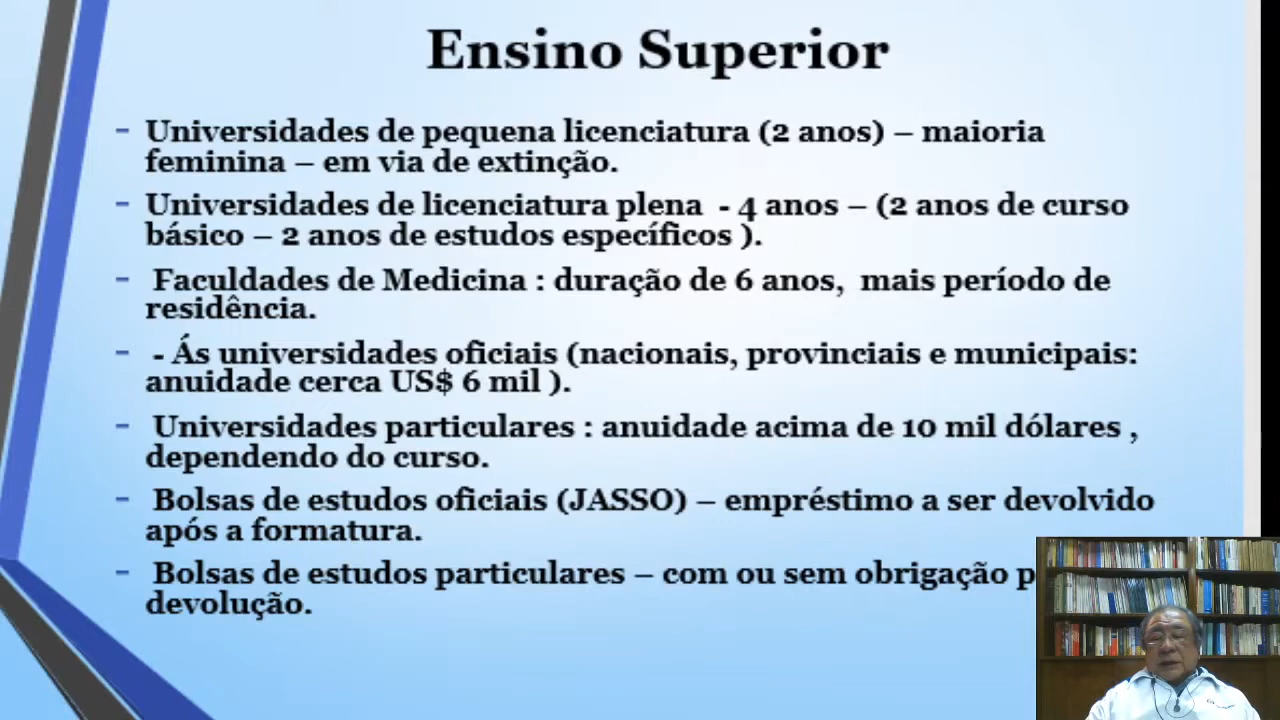 Ensino Superior
- Universidades de pequena licenciatura (2 anos) – maioria
feminina – em via de extinção.
- Universidades de licenciatura plena - 4 anos – (2 anos de curso
básico – 2 anos de estudos específicos ).
- Faculdades de Medicina : duração de 6 anos, mais período de
residência.
- - Ás universidades oficiais (nacionais, provinciais e municipais:
anuidade cerca US$ 6 mil ).
- Universidades particulares : anuidade acima de 10 mil dólares ,
dependendo do curso.
- Bolsas de estudos oficiais (JASSO) – empréstimo a ser devolvido
após a formatura.
- Bolsas de estudos particulares – com ou sem obrigação
devolução.